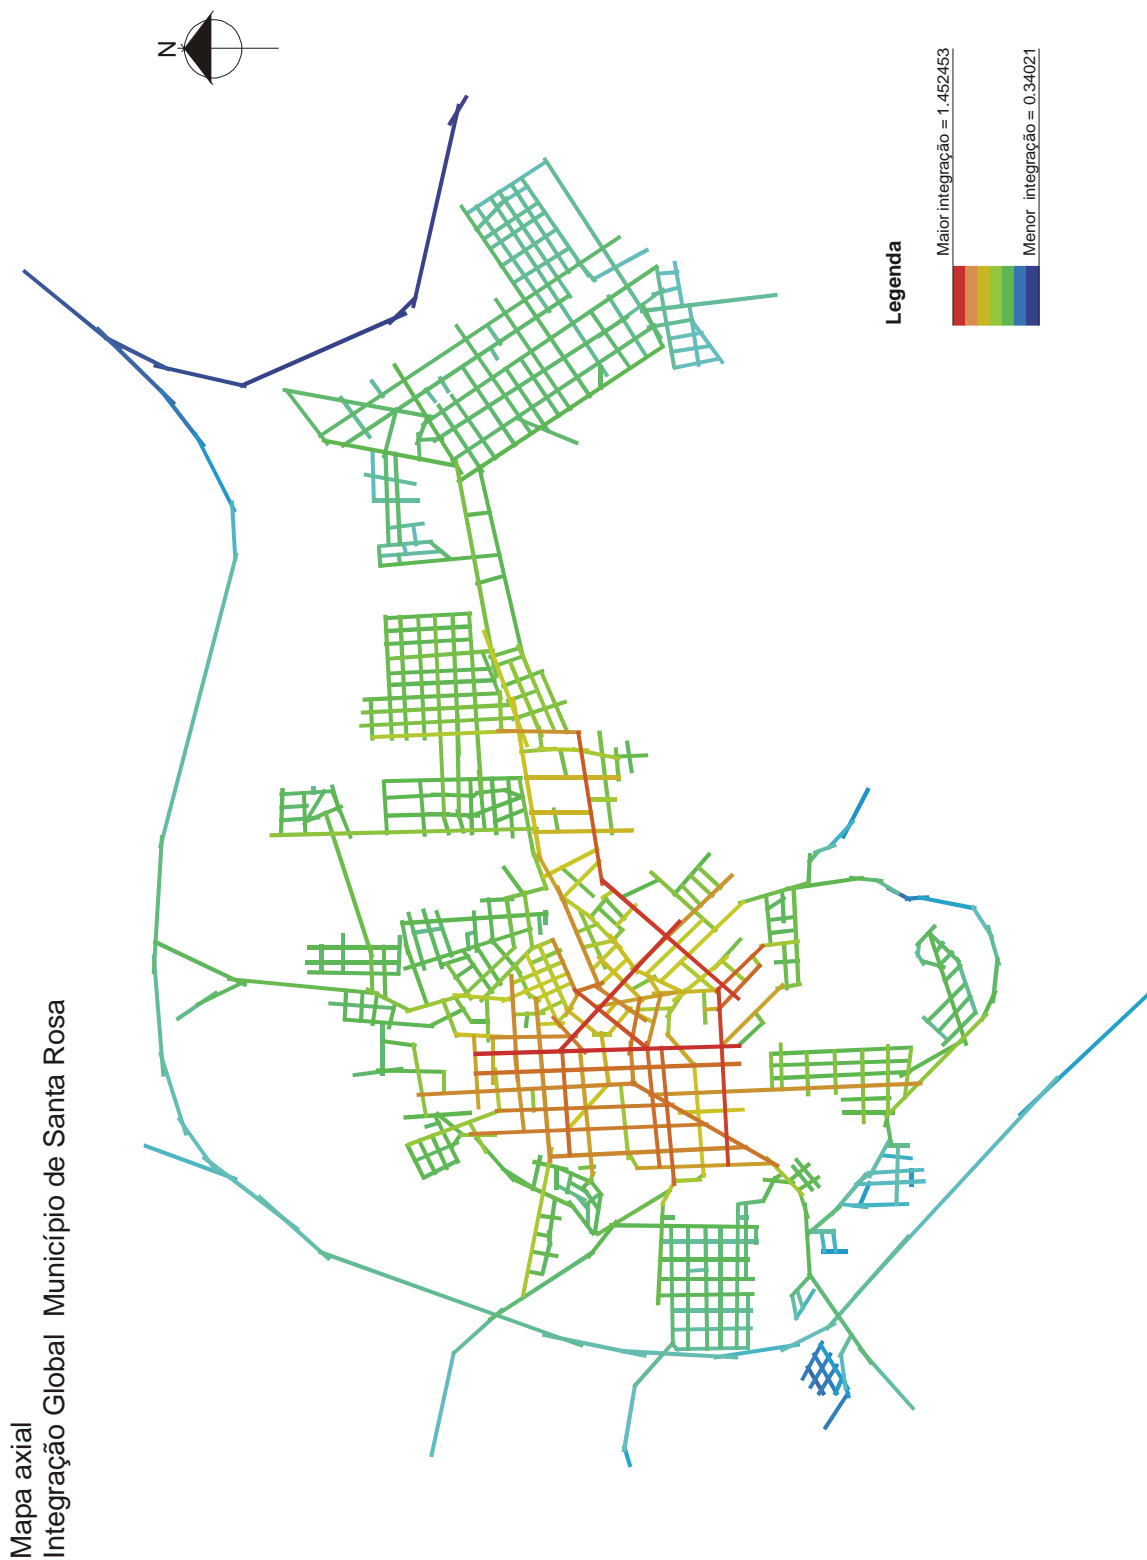 Mapa axial
Integração Global Município de Santa Rosa
N
Legenda
Maior integração = 1.452453
Menor integração = 0.34021